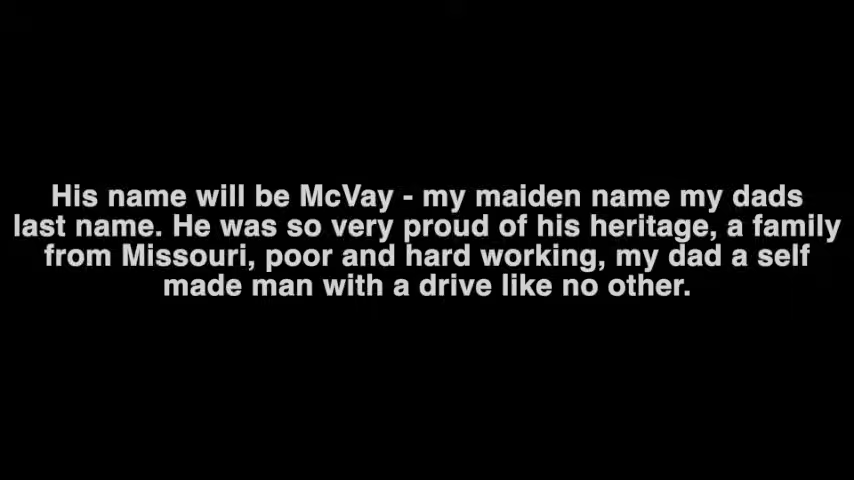 His name will be McVay - my maiden name my dads
last name. He was so very proud of his heritage, a family
from Missouri, poor and hard working, my dad a self
made man with a drive like no other.